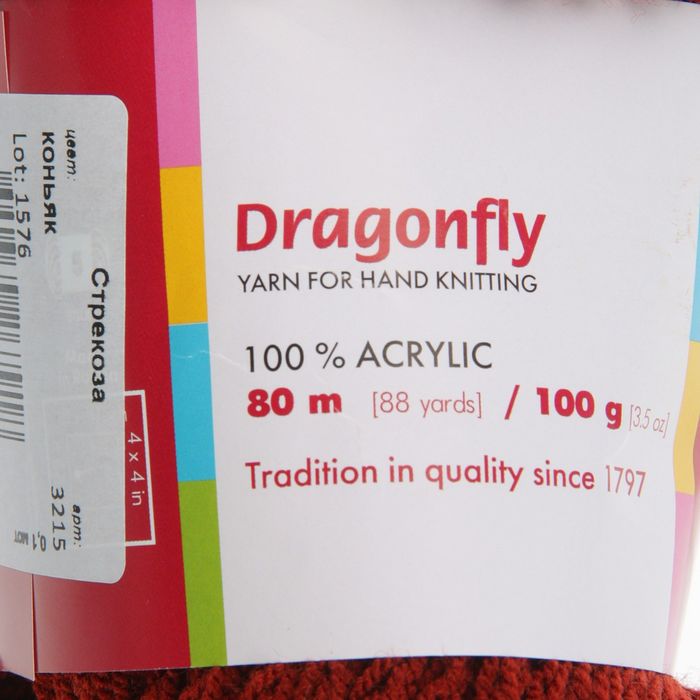 Dragonfly
YARN FOR HAND KNITTING
100 % ACRYLIC
80 m [88 yards] / 100 g [3.5 oz]
Tradition in quality since 1797
Стрекоза
цвет:
коньяк
Lot: 1576
арт:
3215
4 x 4 in